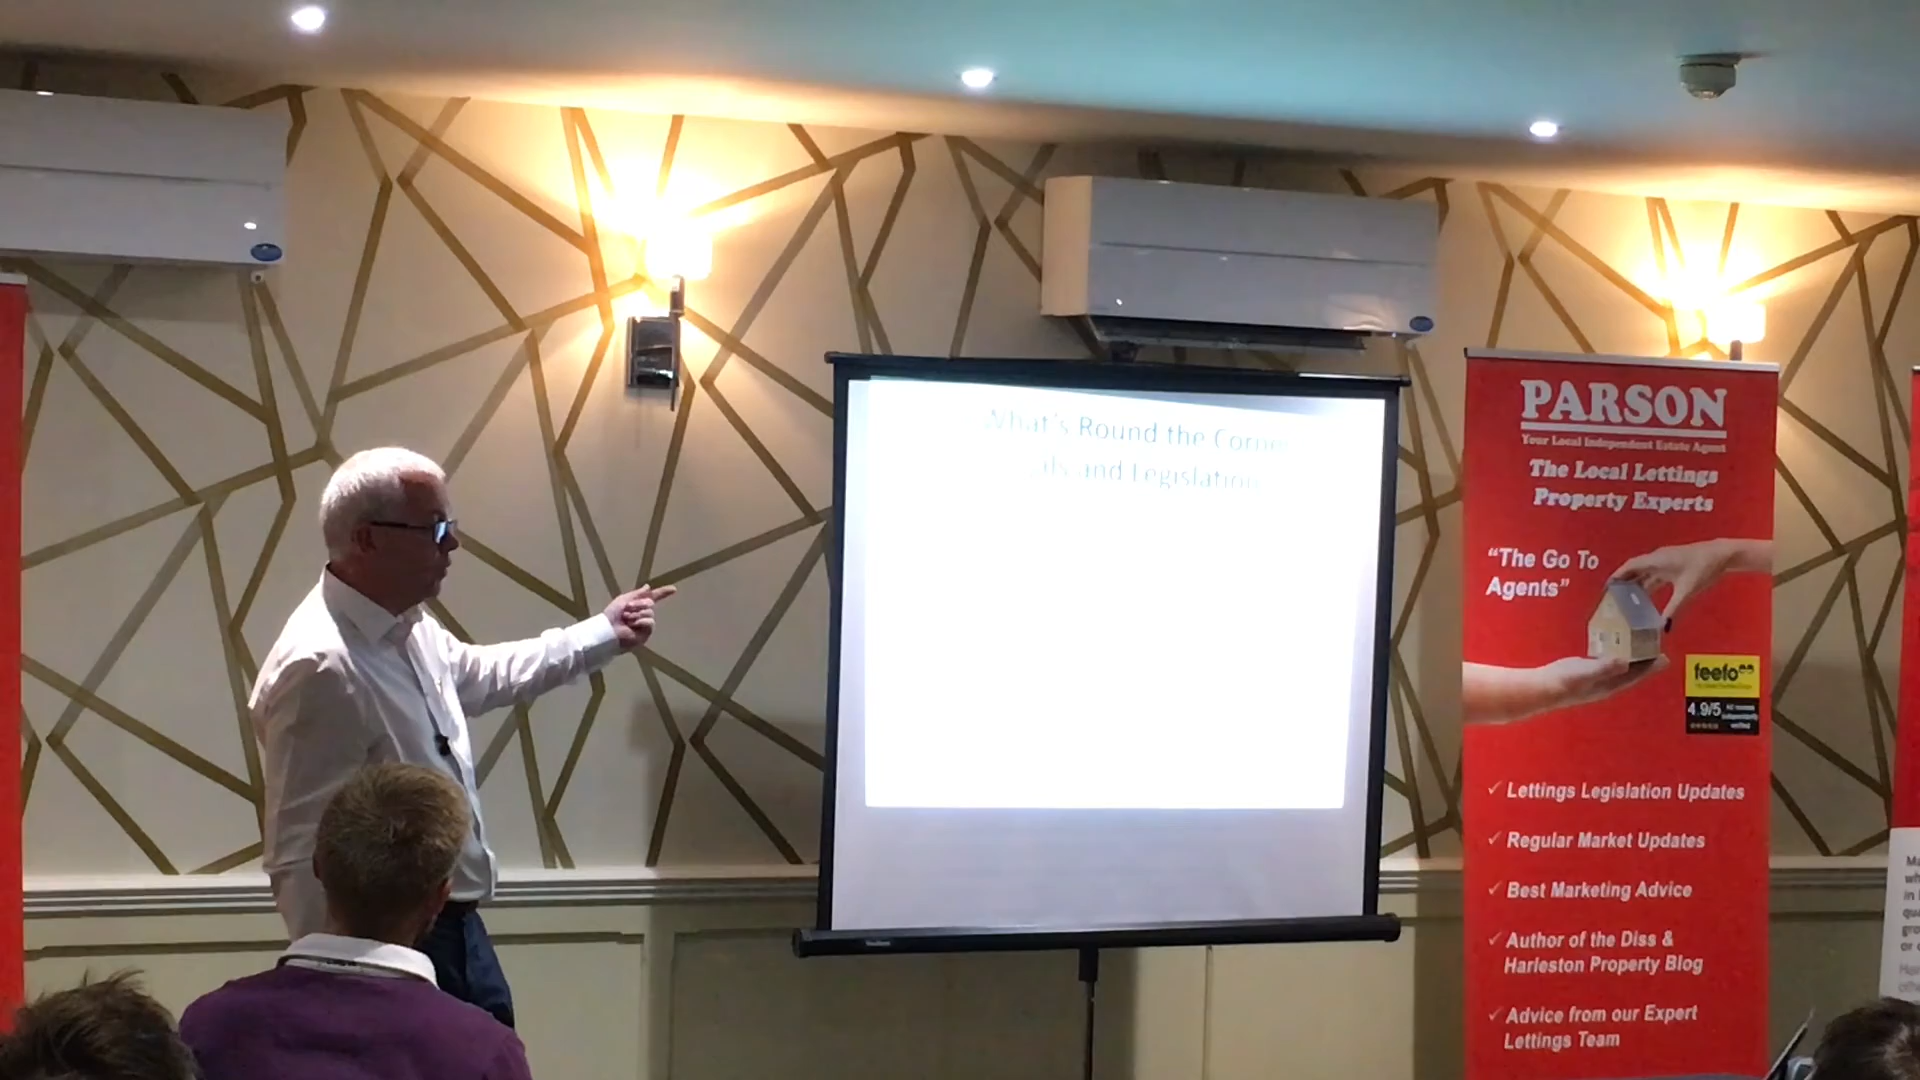 What's Round the Corner
and Legislation
PARSON
Your Local Independent Estate Agent
The Local Lettings
Property Experts
"The Go To
Agents"
feefo
4.9/5
✓ Lettings Legislation Updates
✓ Regular Market Updates
✓ Best Marketing Advice
✓ Author of the Diss &
Harleston Property Blog
✓ Advice from our Expert
Lettings Team